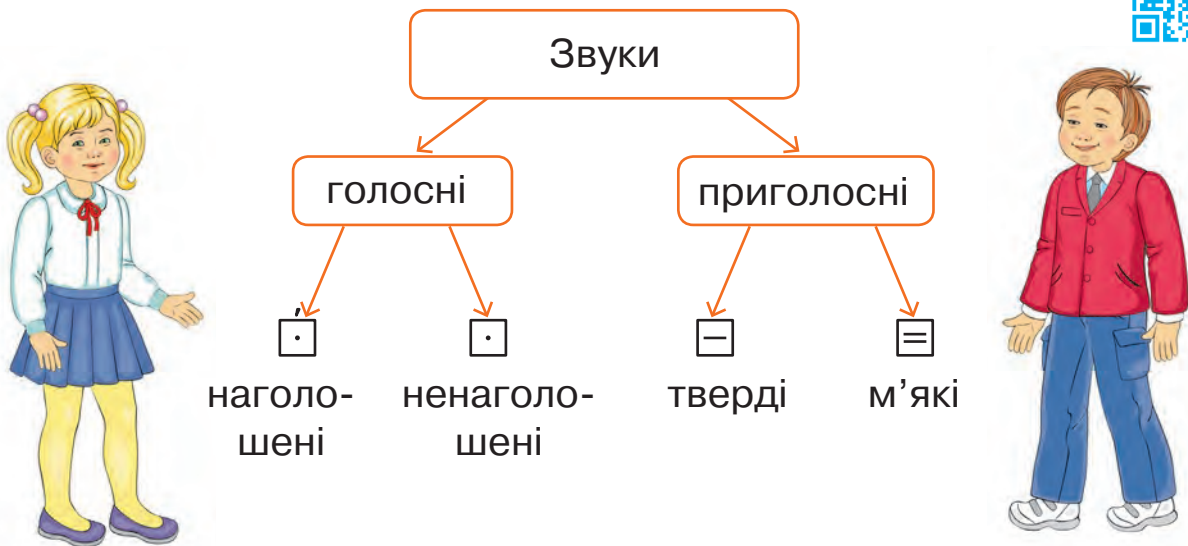 Звуки
голосні
приголосні
наголо-
шені
ненаголо-
шені
тверді
м’які